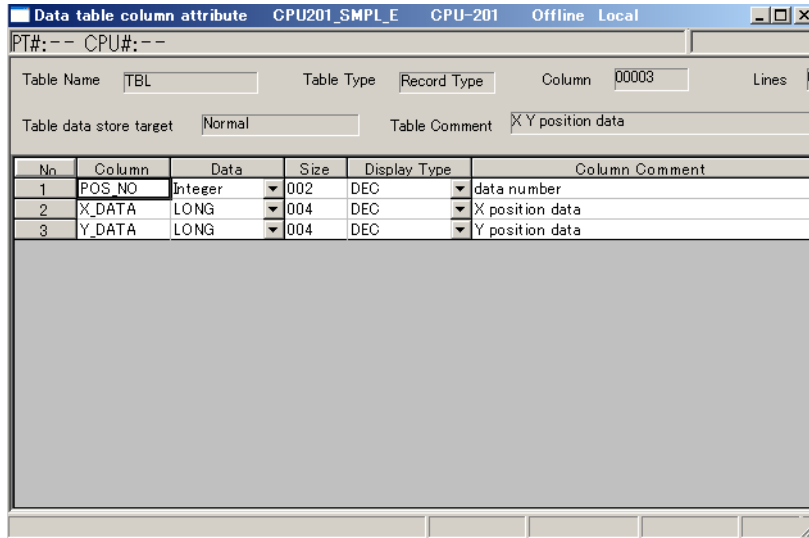 Data table column attribute CPU201_SMPL_E CPU-201 Offline Local
PT#:-- CPU#:--
Table Name TBL Table Type Record Type Column 00003 Lines
Table data store target Normal Table Comment X Y position data
No Column Data Size Display Type Column Comment
1 POS_NO Integer 002 DEC data number
2 X_DATA LONG 004 DEC X position data
3 Y_DATA LONG 004 DEC Y position data